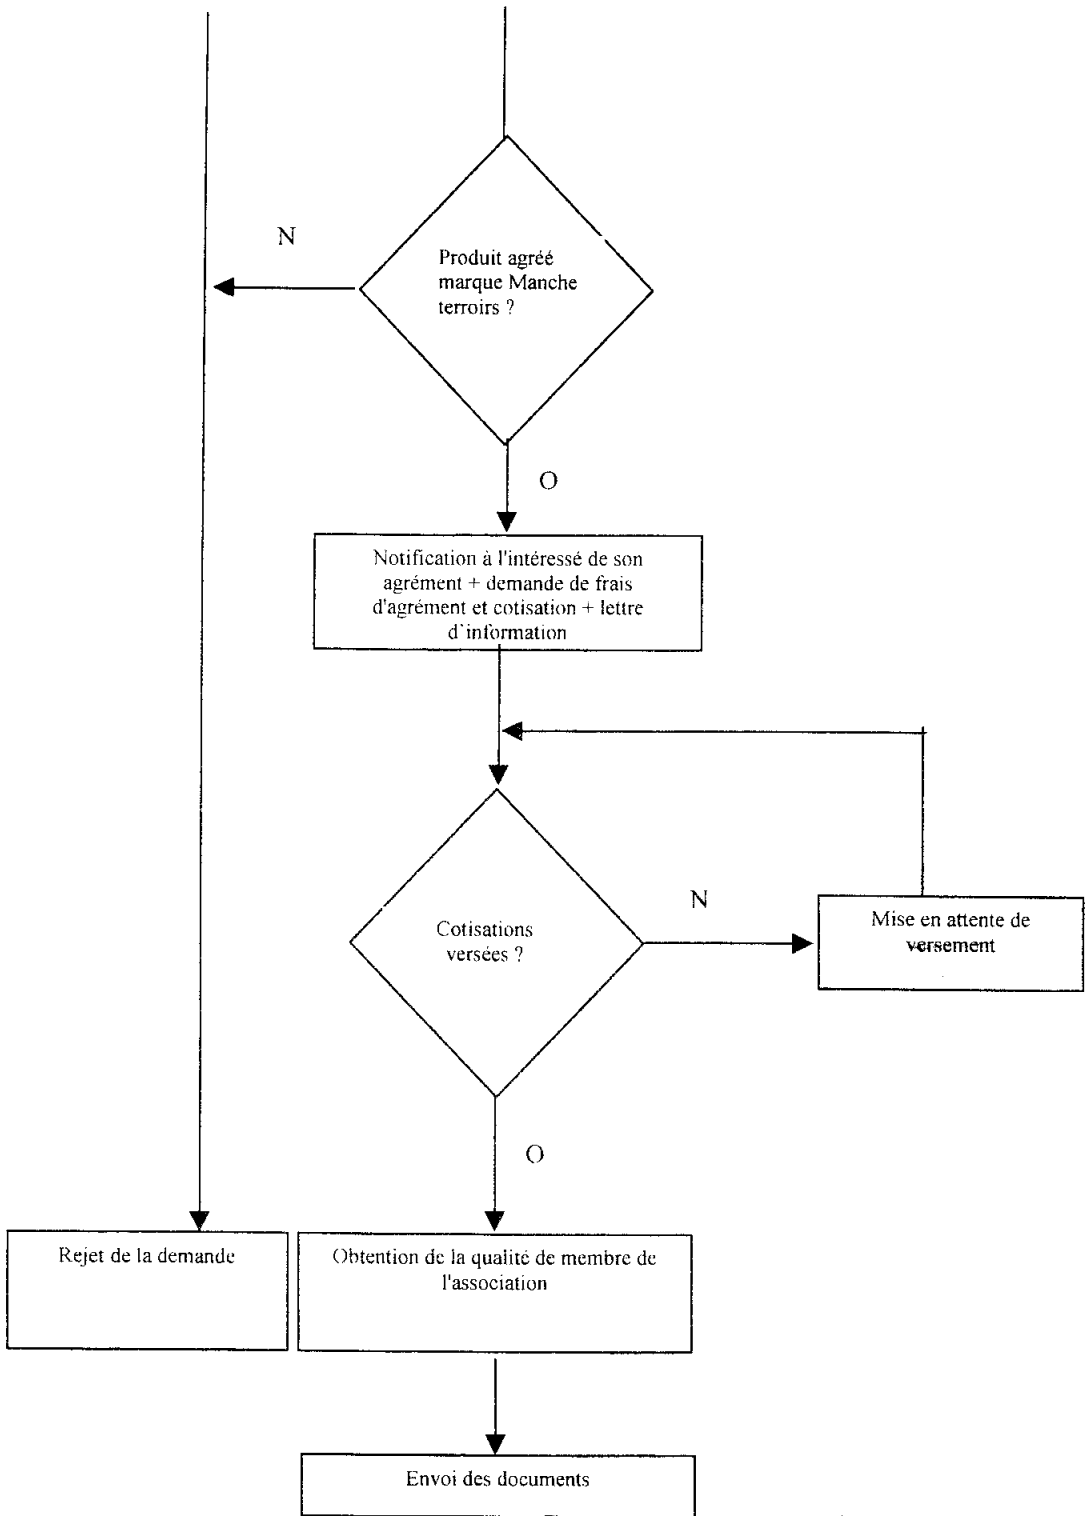 N
Produit agréé
marque Manche
terroirs ?
O
Notification à l'intéressé de son
agrément + demande de frais
d'agrément et cotisation + lettre
d'information
N
Mise en attente de
versement
Cotisations
versées ?
O
Rejet de la demande
Obtention de la qualité de membre de
l'association
Envoi des documents